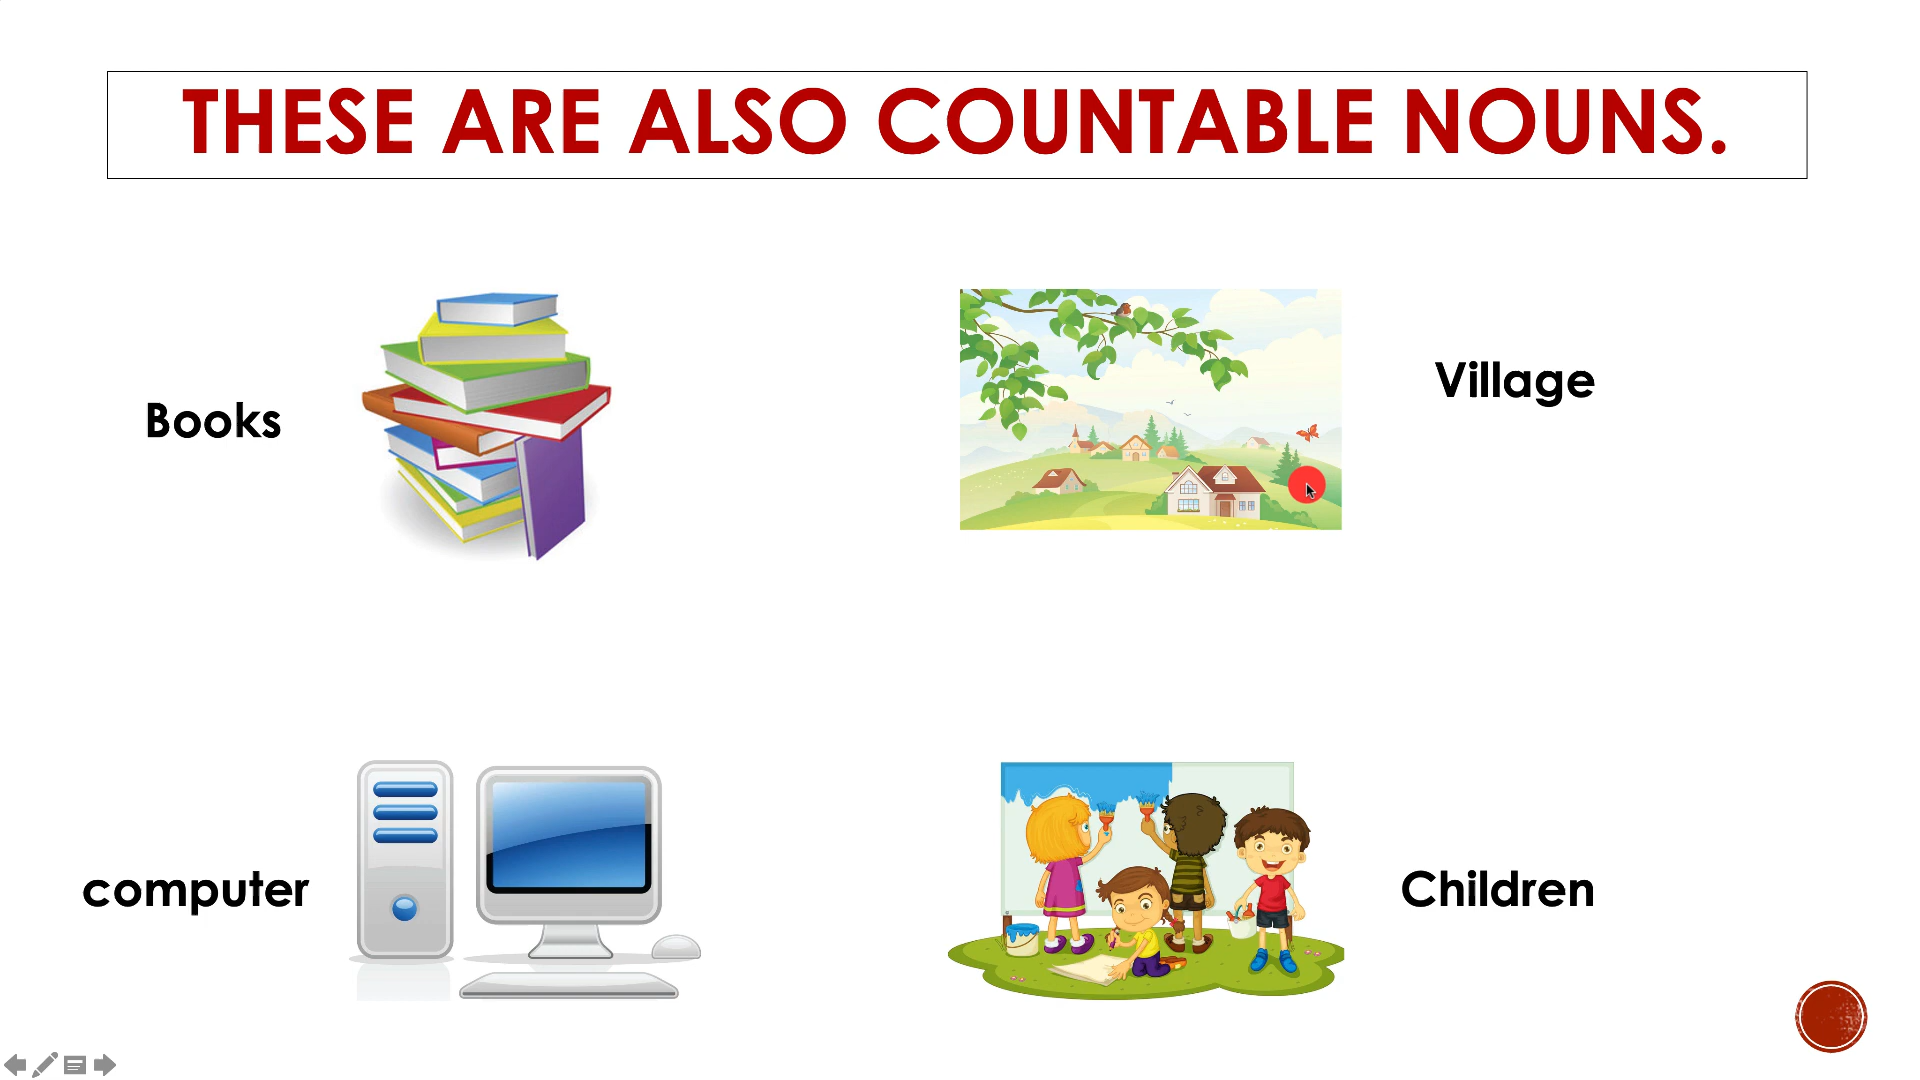 THESE ARE ALSO COUNTABLE NOUNS.
Books
Village
computer
Children